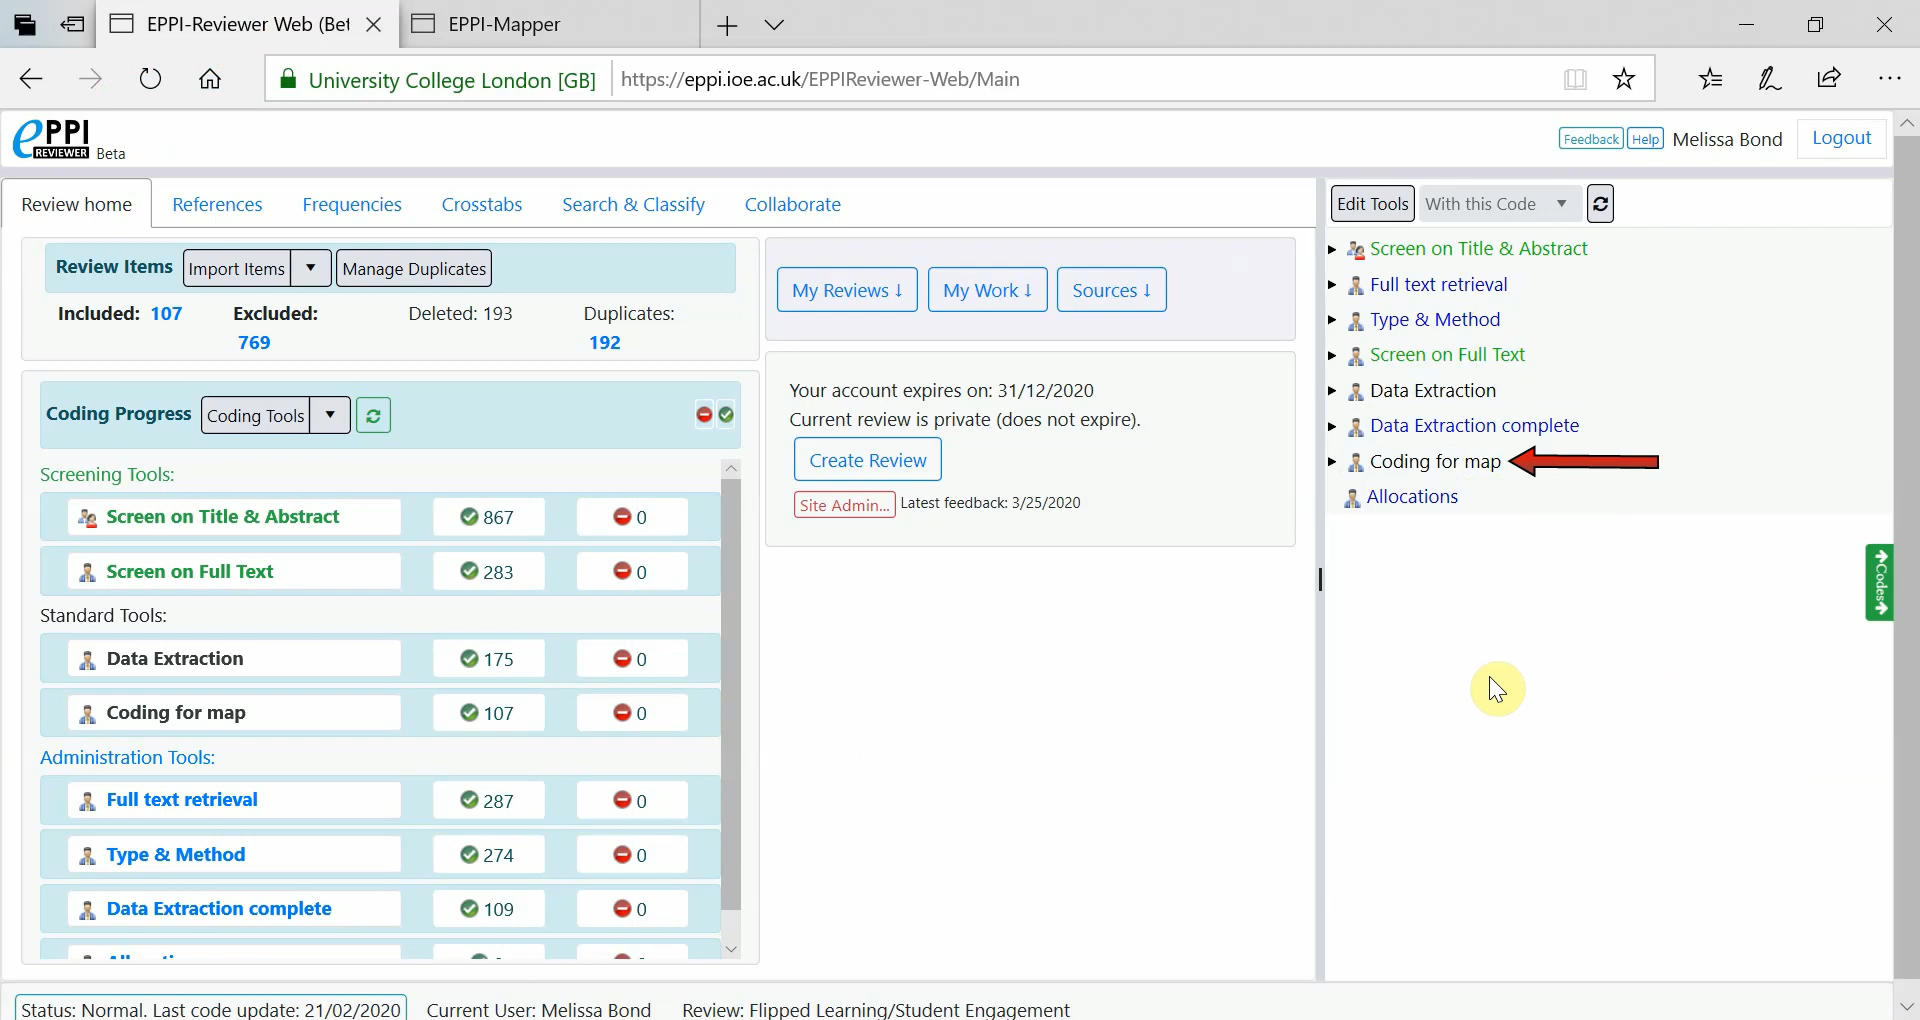 EPPI-Reviewer Web (Bet
EPPI-Mapper
University College London [GB]
https://eppi.ioe.ac.uk/EPPIReviewer-Web/Main
ePPI
REVIEWER
Beta
Feedback
Help
Melissa Bond
Logout
Review home
References
Frequencies
Crosstabs
Search & Classify
Collaborate
Review Items
Import Items
Manage Duplicates
Included: 107
Excluded:
769
Deleted: 193
Duplicates:
192
Coding Progress
Coding Tools
Screening Tools:
Screen on Title & Abstract 867 0
Screen on Full Text 283 0
Standard Tools:
Data Extraction 175 0
Coding for map 107 0
Administration Tools:
Full text retrieval 287 0
Type & Method 274 0
Data Extraction complete 109 0
My Reviews ↓
My Work ↓
Sources ↓
Your account expires on: 31/12/2020
Current review is private (does not expire).
Create Review
Site Admin...
Latest feedback: 3/25/2020
Edit Tools
With this Code
Screen on Title & Abstract
Full text retrieval
Type & Method
Screen on Full Text
Data Extraction
Data Extraction complete
Coding for map
Allocations
Codes
Status: Normal. Last code update: 21/02/2020
Current User: Melissa Bond
Review: Flipped Learning/Student Engagement